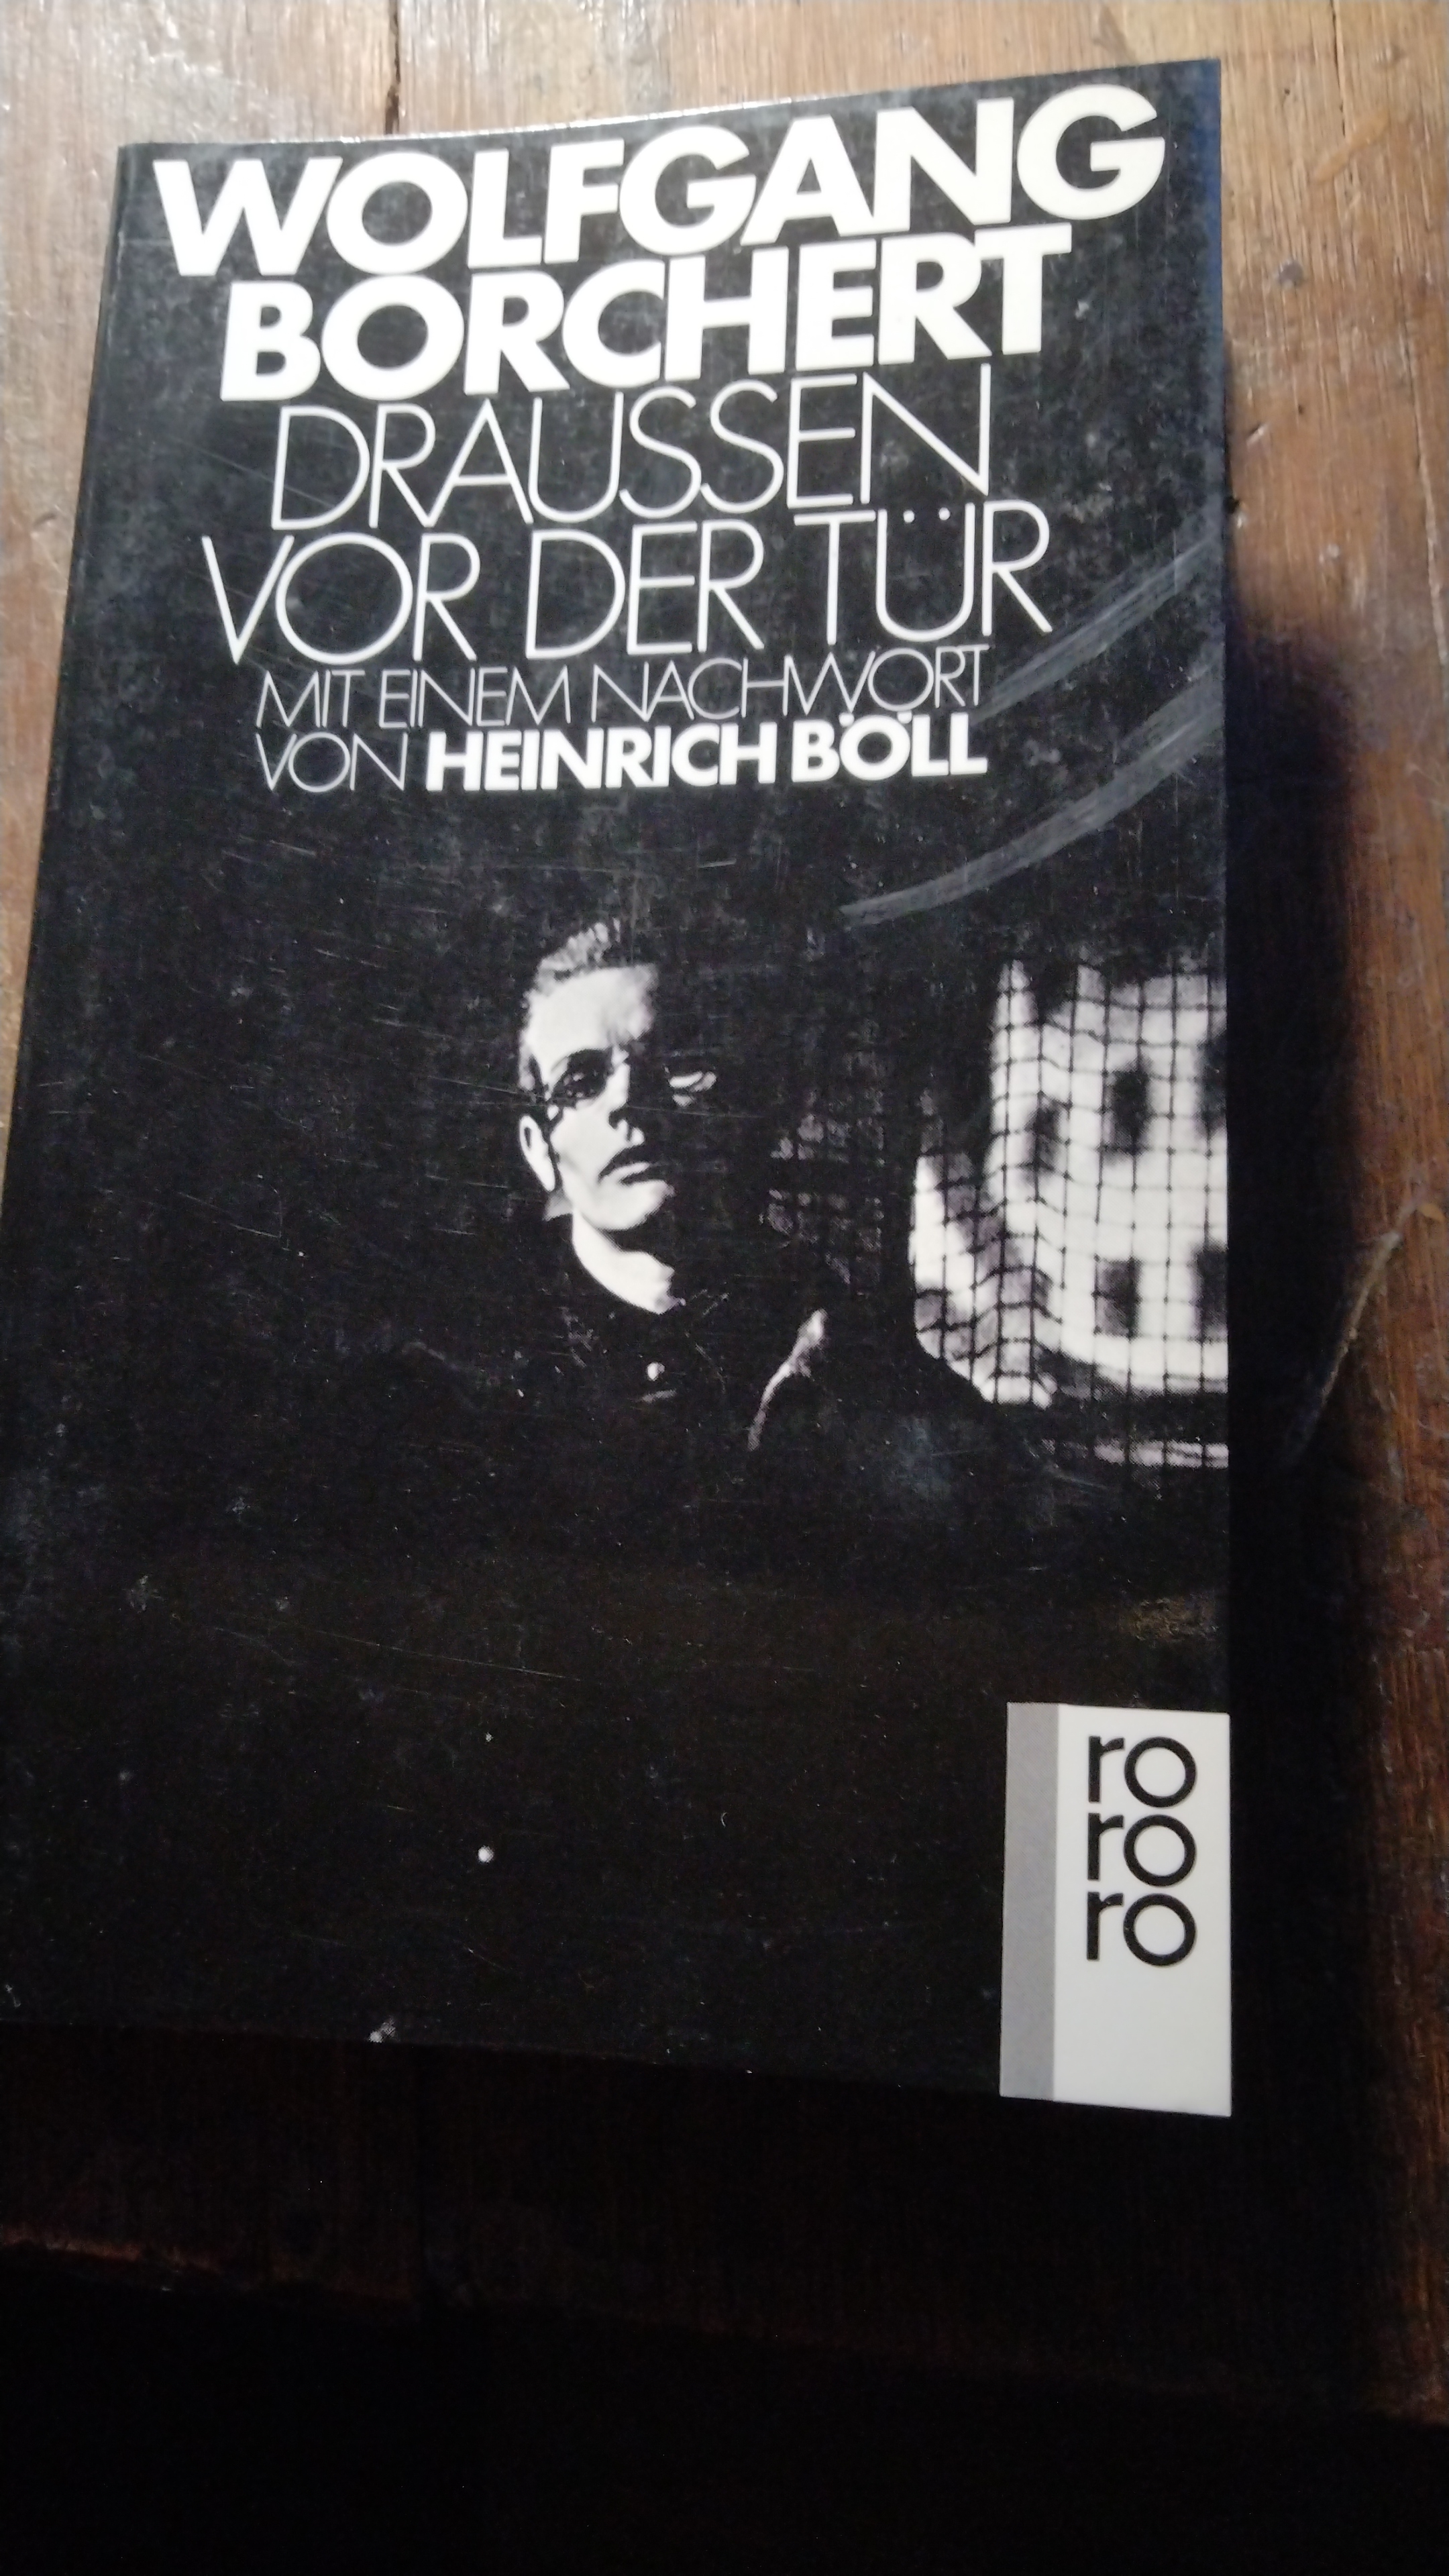 WOLFGANG
BORCHERT
DRAUSSEN
VOR DER TÜR
MIT EINEM NACHWORT
VON HEINRICH BÖLL
ro
ro
ro